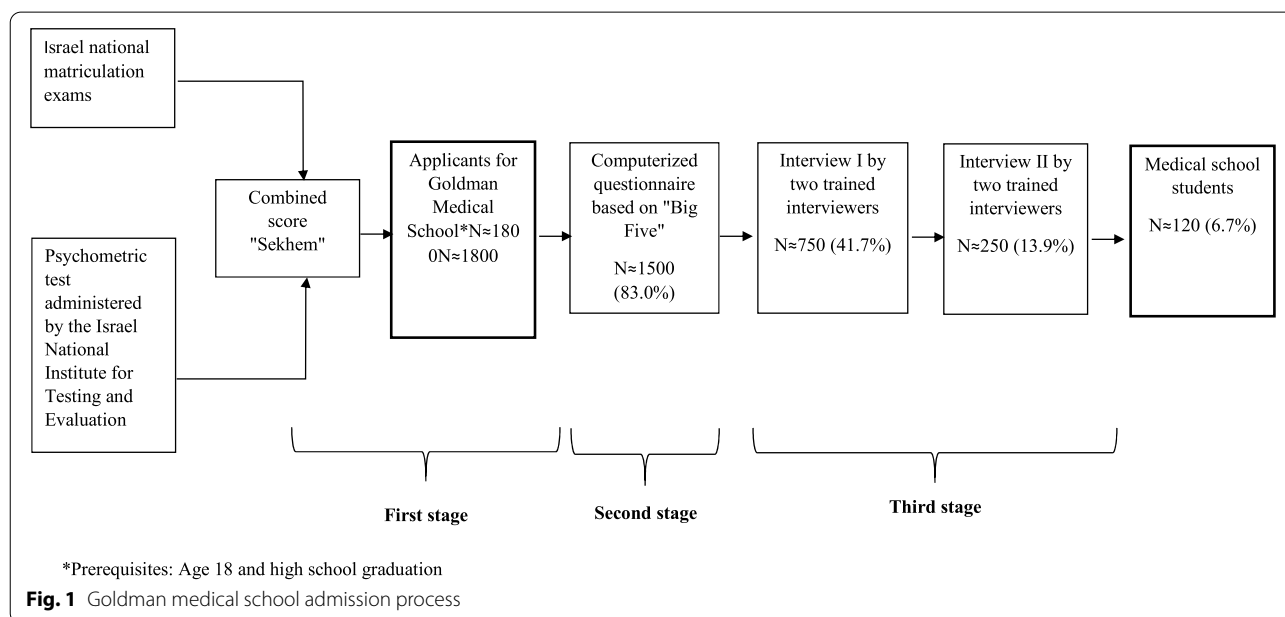 Israel national
matriculation
exams
Psychometric
test
administered
by the Israel
National
Institute for
Testing and
Evaluation
Combined
score
"Sekhem"
Applicants for
Goldman
Medical
School*N≈180
0N≈1800
Computerized
questionnaire
based on "Big
Five"
N≈1500
(83.0%)
Interview I by
two trained
interviewers
N≈750 (41.7%)
Interview II by
two trained
interviewers
N≈250 (13.9%)
Medical school
students
N≈120 (6.7%)
First stage
Second stage
Third stage
*Prerequisites: Age 18 and high school graduation
Fig. 1 Goldman medical school admission process